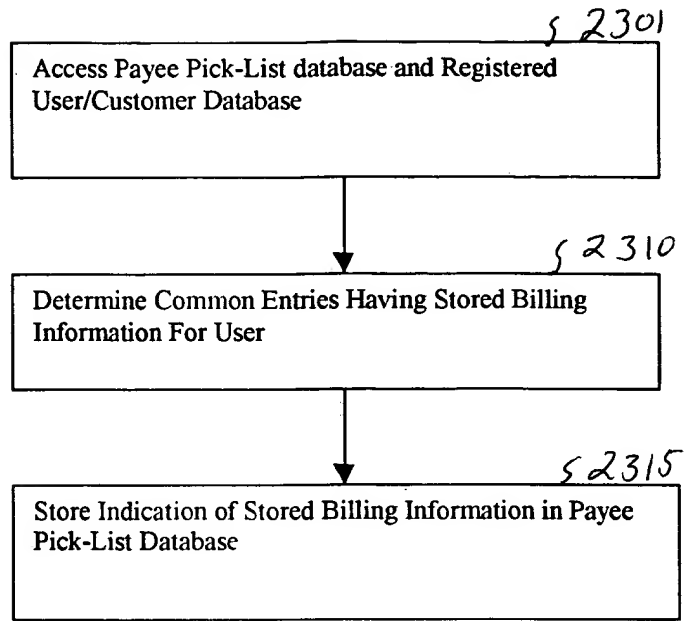 2301
Access Payee Pick-List database and Registered
User/Customer Database
2310
Determine Common Entries Having Stored Billing
Information For User
2315
Store Indication of Stored Billing Information in Payee
Pick-List Database